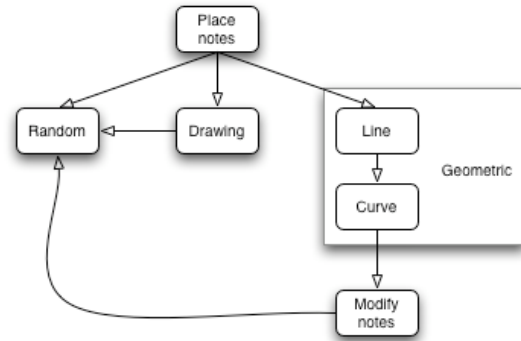 Place
notes
Random
Drawing
Line
Geometric
Curve
Modify
notes